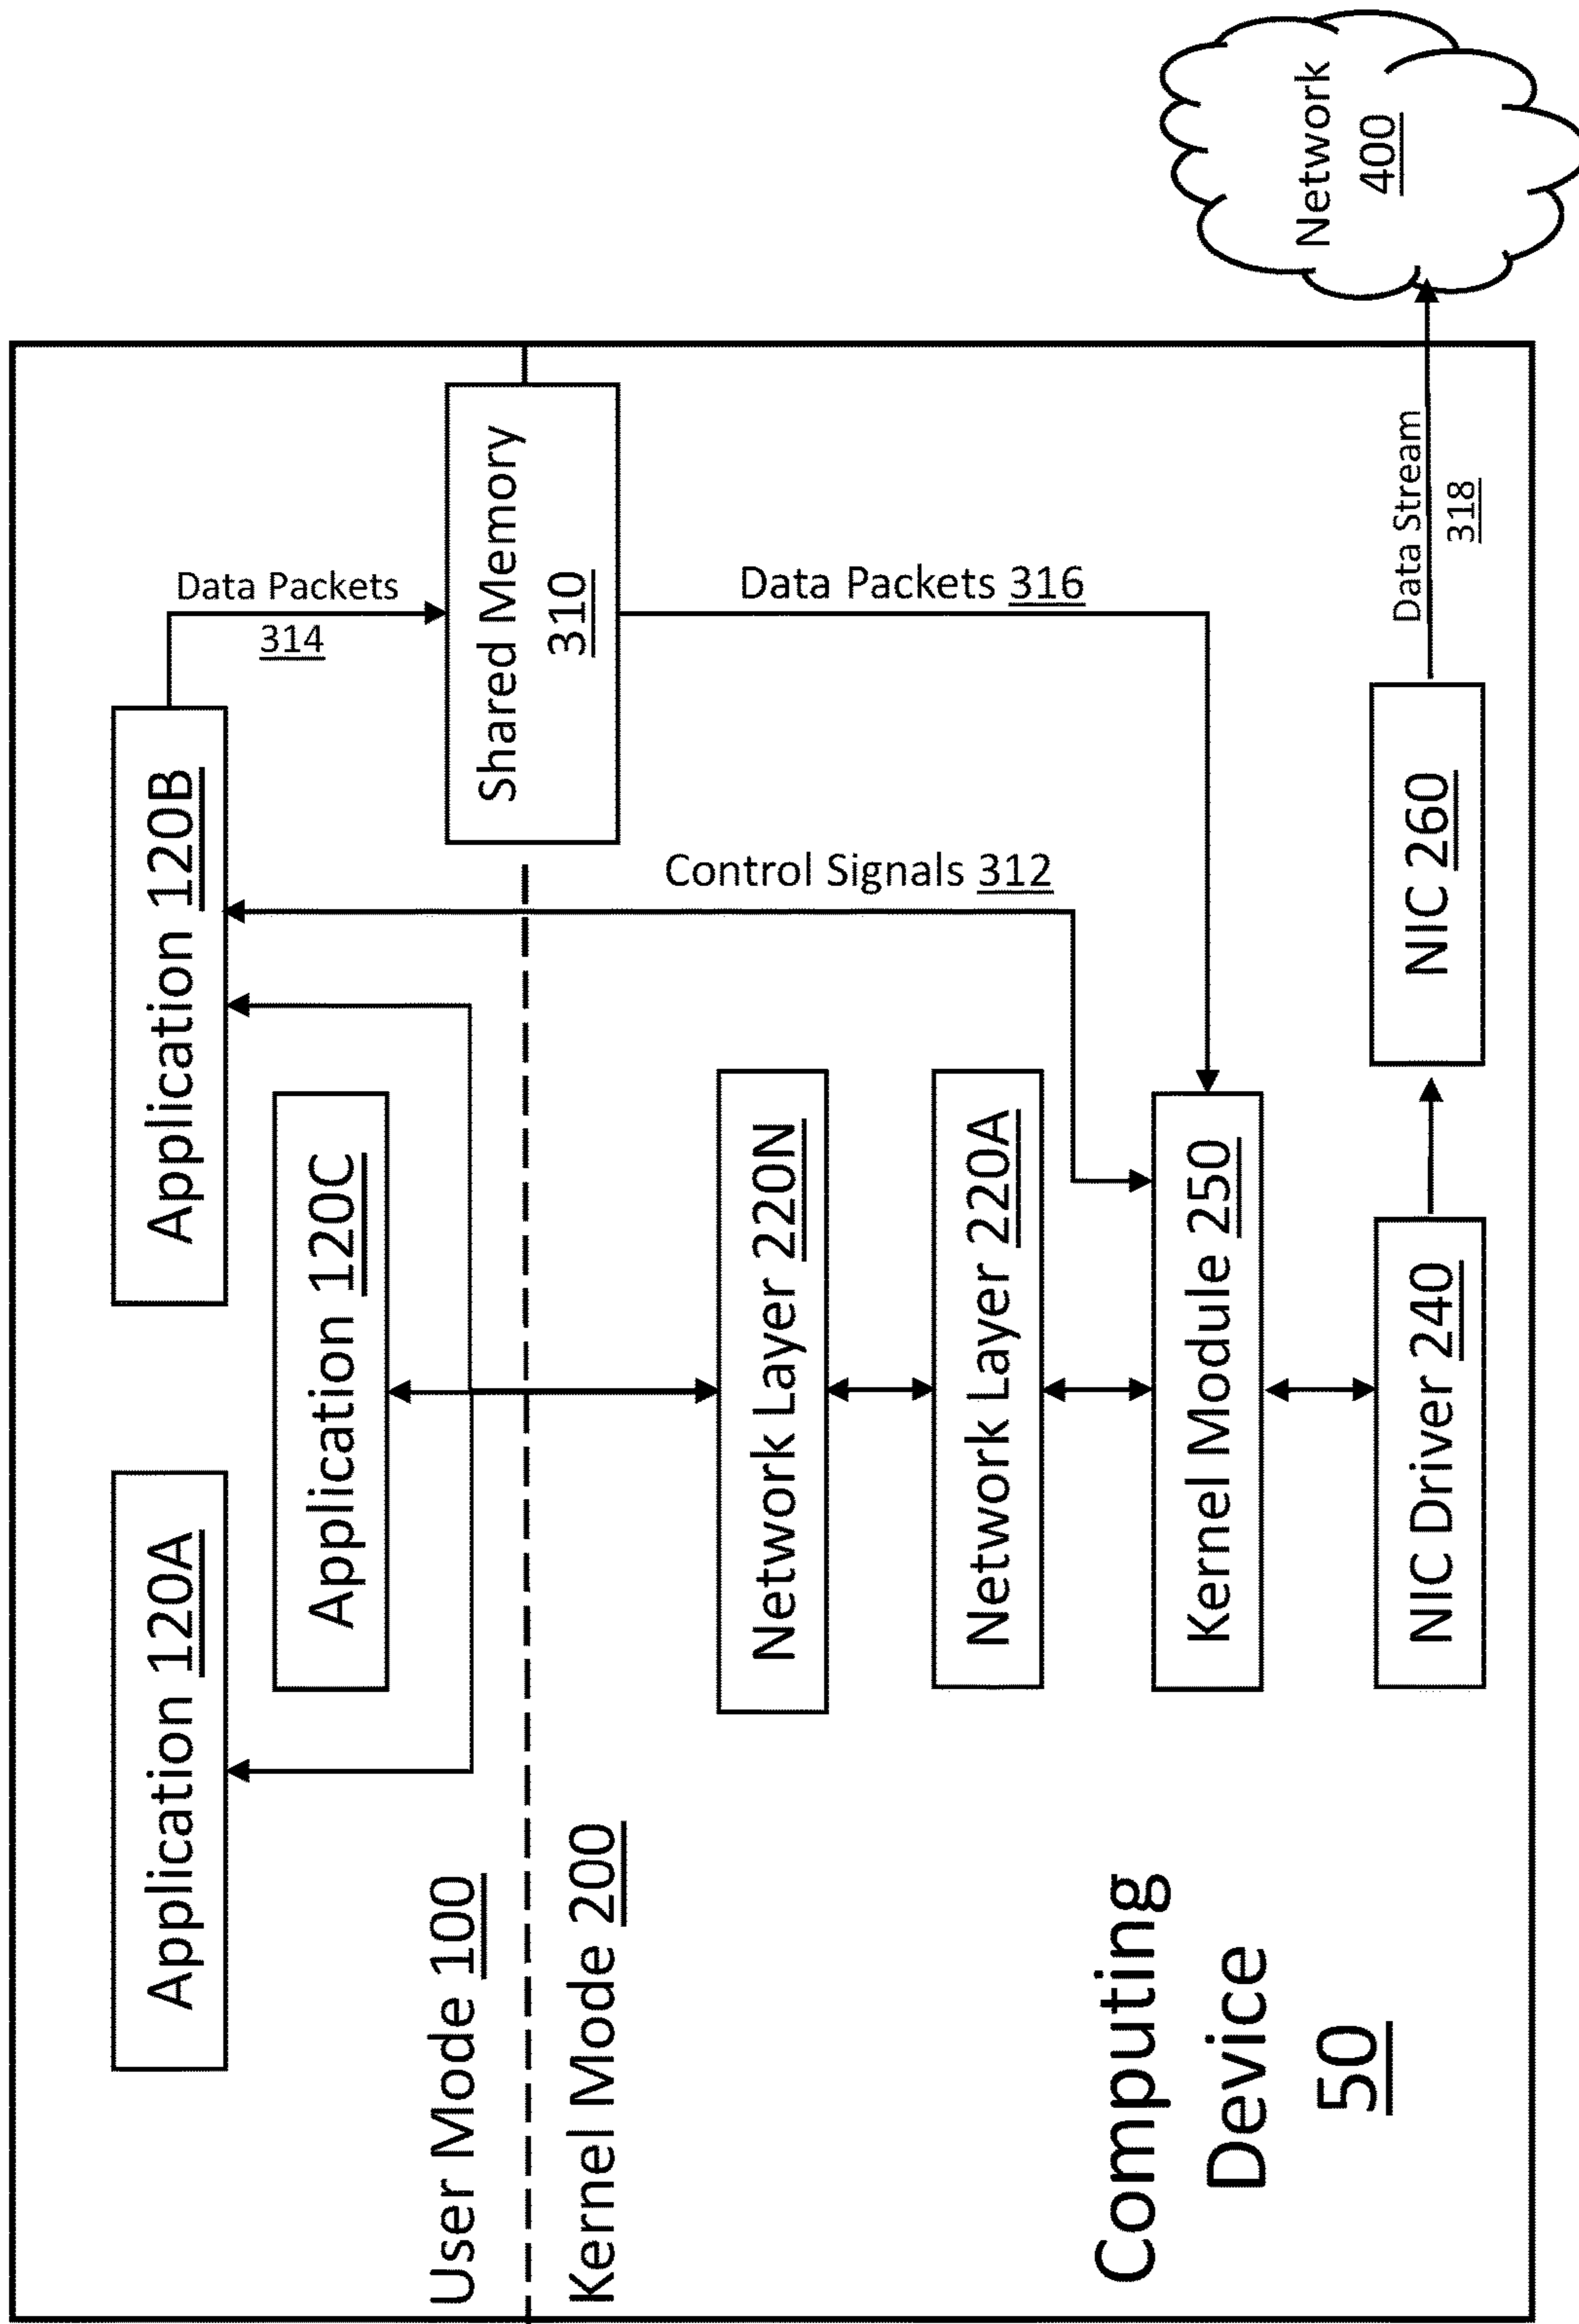 Application 120A
Application 120B
Application 120C
Data Packets
314
User Mode 100
Kernel Mode 200
Shared Memory
310
Control Signals 312
Data Packets 316
Network Layer 220N
Network Layer 220A
Kernel Module 250
NIC Driver 240
NIC 260
Data Stream
318
Network
400
Computing
Device
50